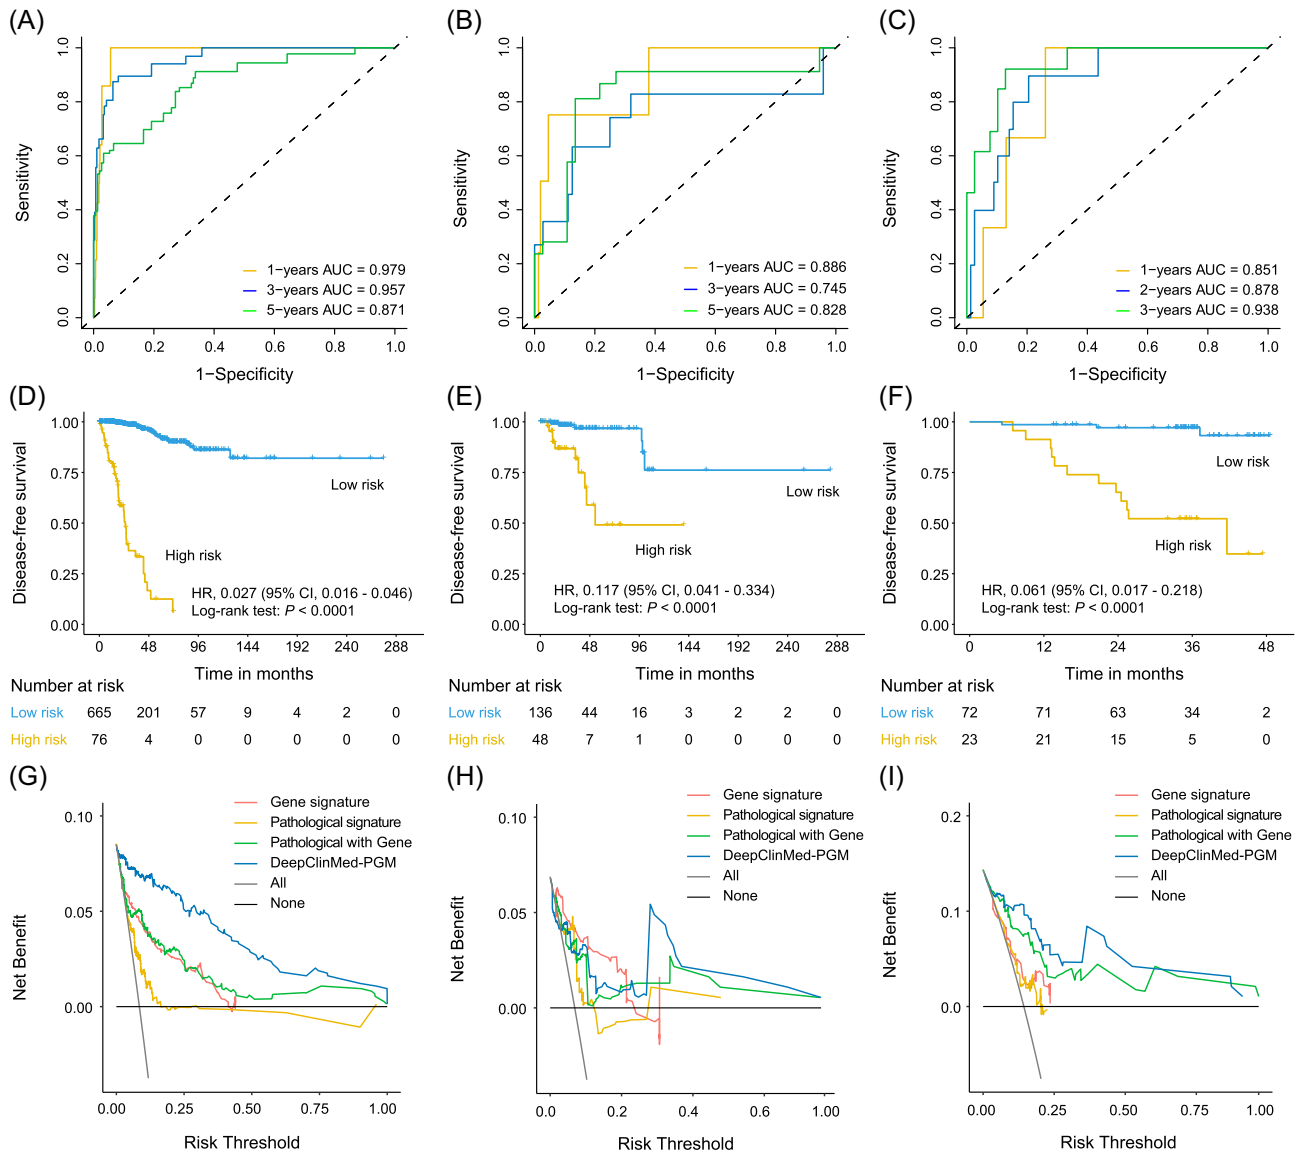 (A)
1.0
0.8
0.6
0.4
0.2
0.0
Sensitivity
1−years AUC = 0.979
3−years AUC = 0.957
5−years AUC = 0.871
0.0 0.2 0.4 0.6 0.8 1.0
1−Specificity
(B)
1.0
0.8
0.6
0.4
0.2
0.0
Sensitivity
1−years AUC = 0.886
3−years AUC = 0.745
5−years AUC = 0.828
0.0 0.2 0.4 0.6 0.8 1.0
1−Specificity
(C)
1.0
0.8
0.6
0.4
0.2
0.0
Sensitivity
1−years AUC = 0.851
2−years AUC = 0.878
3−years AUC = 0.938
0.0 0.2 0.4 0.6 0.8 1.0
1−Specificity
(D)
1.00
0.75
0.50
0.25
0.00
Disease-free survival
Low risk
High risk
HR, 0.027 (95% CI, 0.016 - 0.046)
Log-rank test: P < 0.0001
0 48 96 144 192 240 288
Time in months
Number at risk
Low risk 665 201 57 9 4 2 0
High risk 76 4 0 0 0 0 0
(E)
1.00
0.75
0.50
0.25
0.00
Disease-free survival
Low risk
High risk
HR, 0.117 (95% CI, 0.041 - 0.334)
Log-rank test: P < 0.0001
0 48 96 144 192 240 288
Time in months
Number at risk
Low risk 136 44 16 3 2 2 0
High risk 48 7 1 0 0 0 0
(F)
1.00
0.75
0.50
0.25
0.00
Disease-free survival
Low risk
High risk
HR, 0.061 (95% CI, 0.017 - 0.218)
Log-rank test: P < 0.0001
0 12 24 36 48
Time in months
Number at risk
Low risk 72 71 63 34 2
High risk 23 21 15 5 0
(G)
0.10
0.05
0.00
Net Benefit
Gene signature
Pathological signature
Pathological with Gene
DeepClinMed-PGM
All
None
0.00 0.25 0.50 0.75 1.00
Risk Threshold
(H)
0.10
0.05
0.00
Net Benefit
Gene signature
Pathological signature
Pathological with Gene
DeepClinMed-PGM
All
None
0.0 0.2 0.4 0.6 1.00
Risk Threshold
(I)
0.2
0.1
0.0
Net Benefit
Gene signature
Pathological signature
Pathological with Gene
DeepClinMed-PGM
All
None
0.00 0.25 0.50 0.75 1.00
Risk Threshold